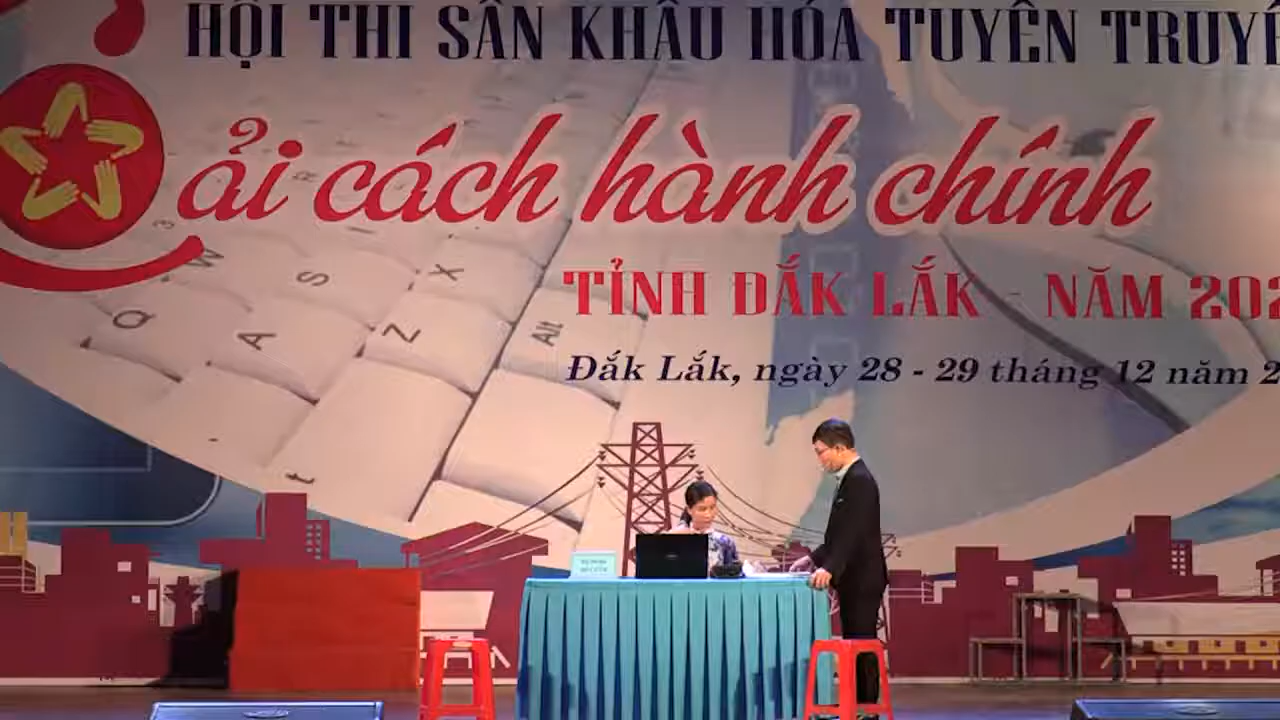 HỘI THI SÂN KHẤU HÓA TUYÊN TRUYỀ
ải cách hành chính
TỈNH ĐẮK LẮK - NĂM 202
Đắk Lắk, ngày 28 - 29 tháng 12 năm 2
W
S
X
Q
A
Z
Alt